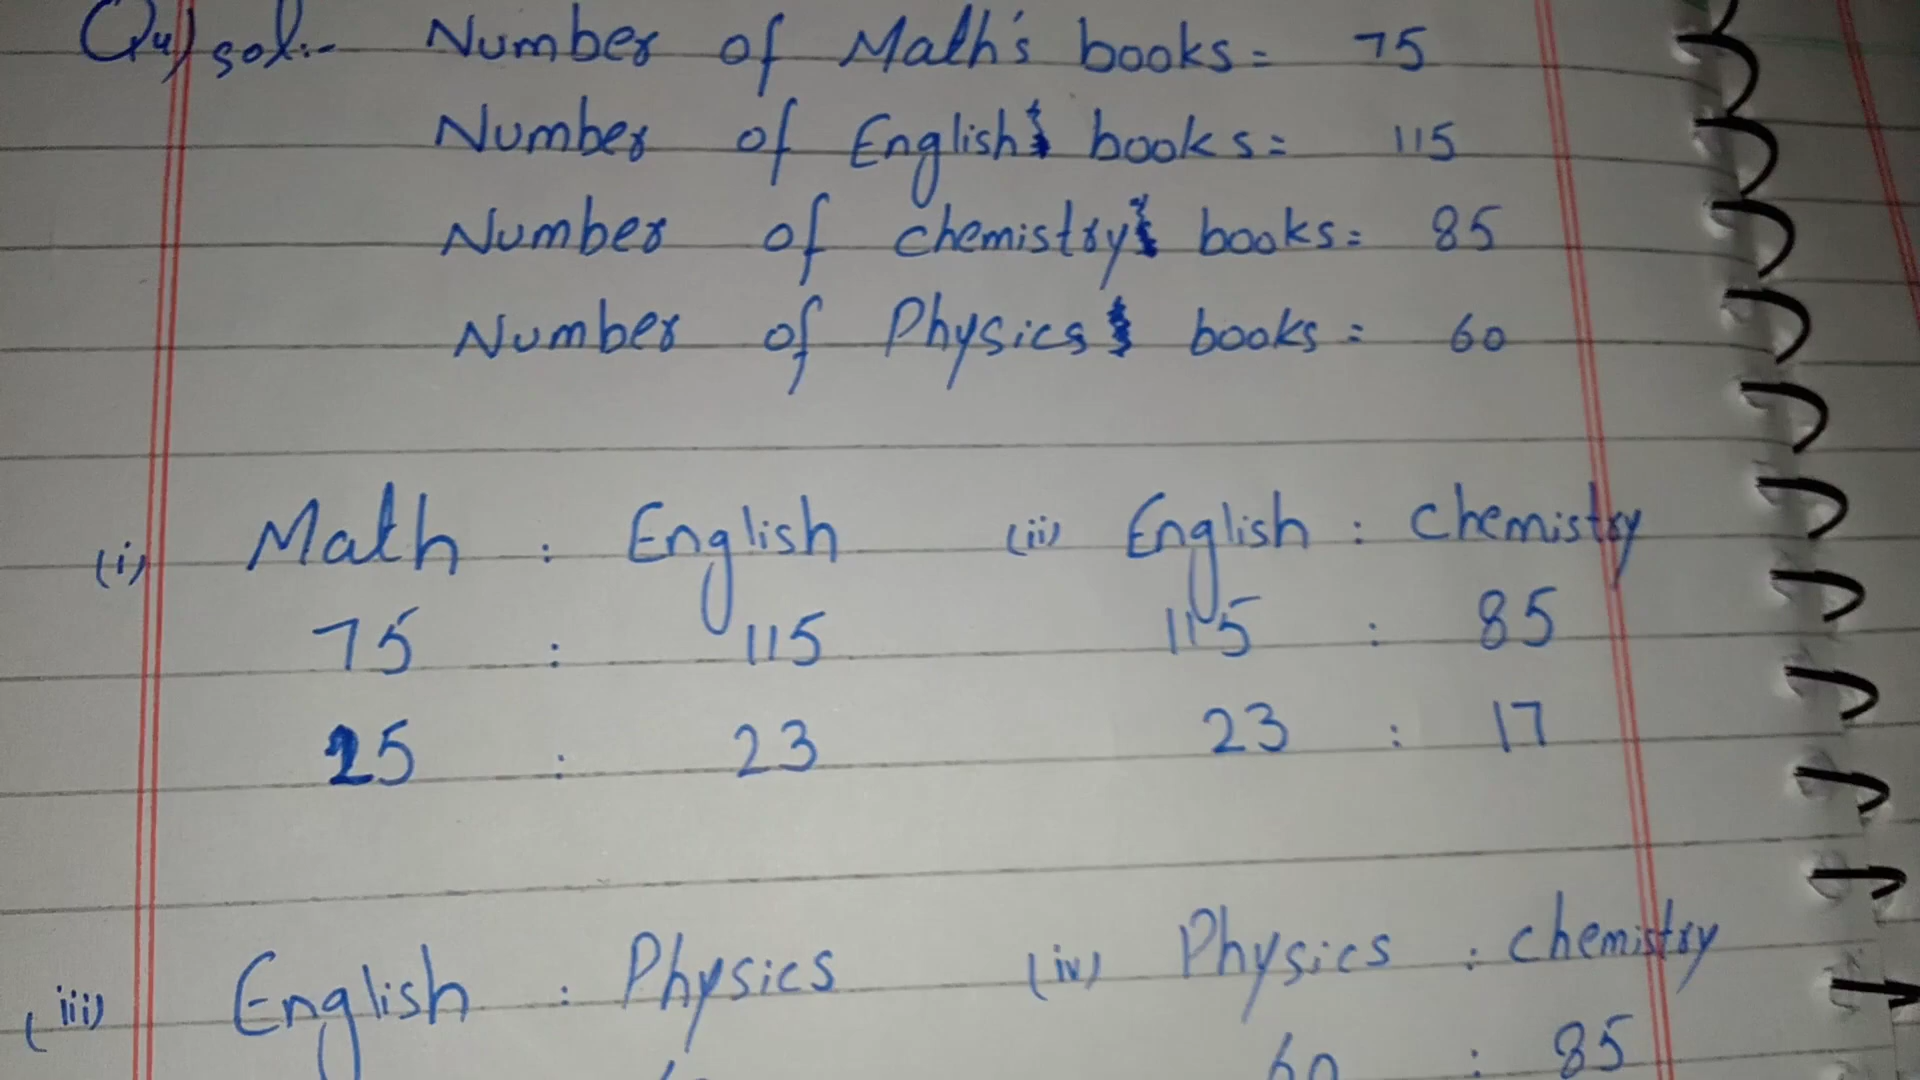 Q4) sol:- Number of Math's books = 75
Number of English books = 115
Number of chemistry books = 85
Number of Physics books = 60
(i) Math : English (ii) English : Chemistry
75 : 115 115 : 85
25 : 23 23 : 17
(iii) English : Physics (iv) Physics : chemistry
60 : 85